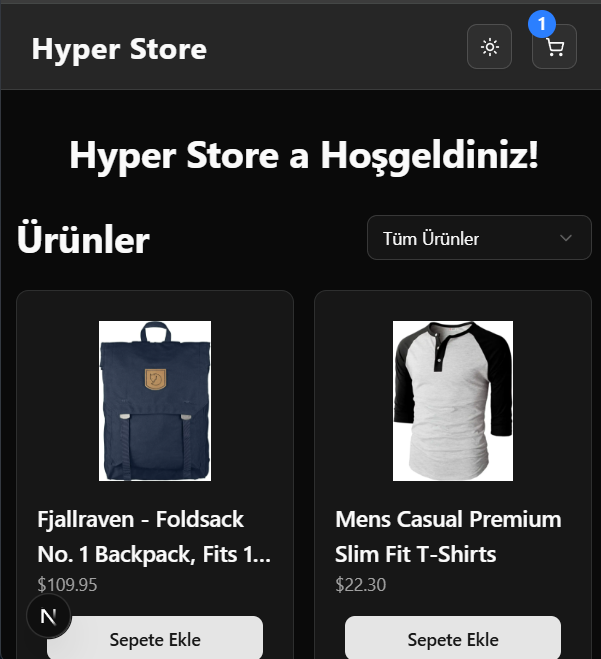 Hyper Store
1
Hyper Store a Hoşgeldiniz!
Ürünler
Tüm Ürünler
Fjallraven - Foldsack
No. 1 Backpack, Fits 1...
$109.95
Sepete Ekle
Mens Casual Premium
Slim Fit T-Shirts
$22.30
Sepete Ekle
N